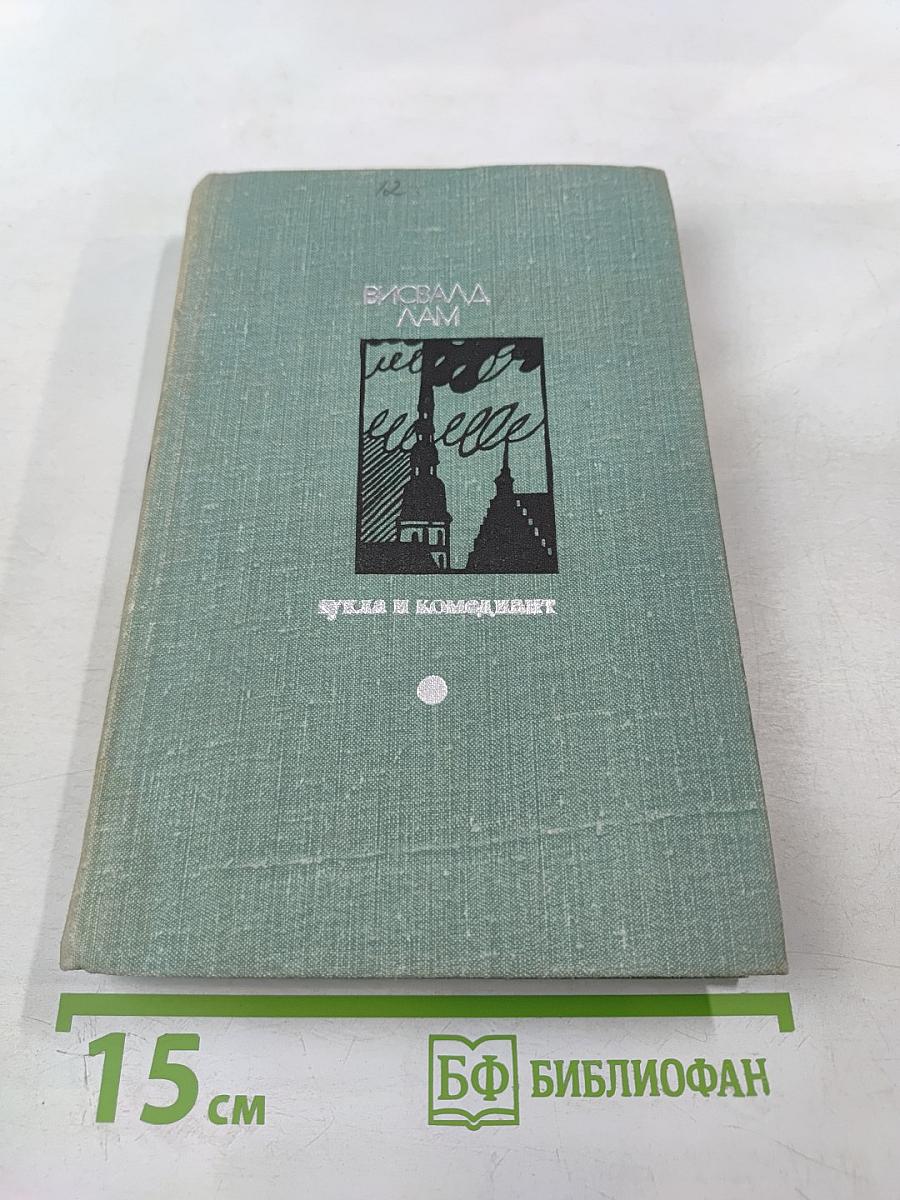 12
ВИСВАЛД
ЛАМ
кукла и комедиант
15 см
БФ БИБЛИОФАН